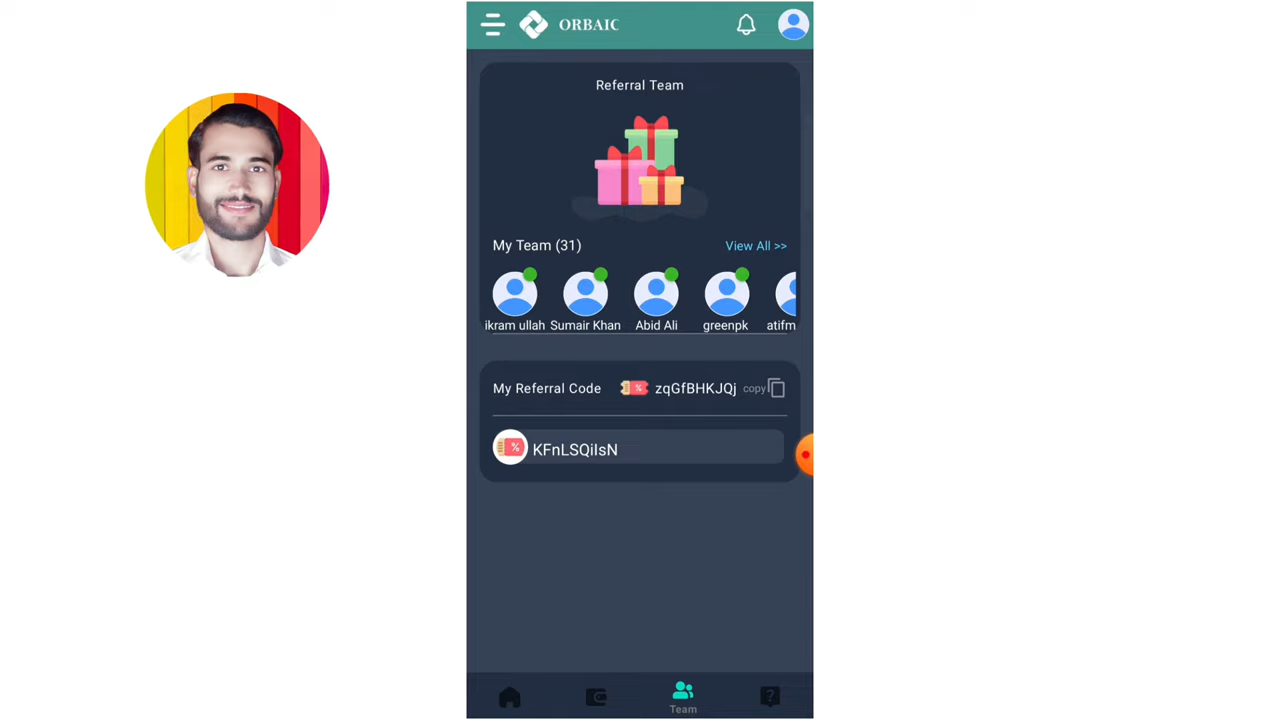 ORBAIC
Referral Team
My Team (31)
View All >>
ikram ullah
Sumair Khan
Abid Ali
greenpk
atifm
My Referral Code
% zqGfBHKJQj copy
% KFnLSQiIsN
?
Team